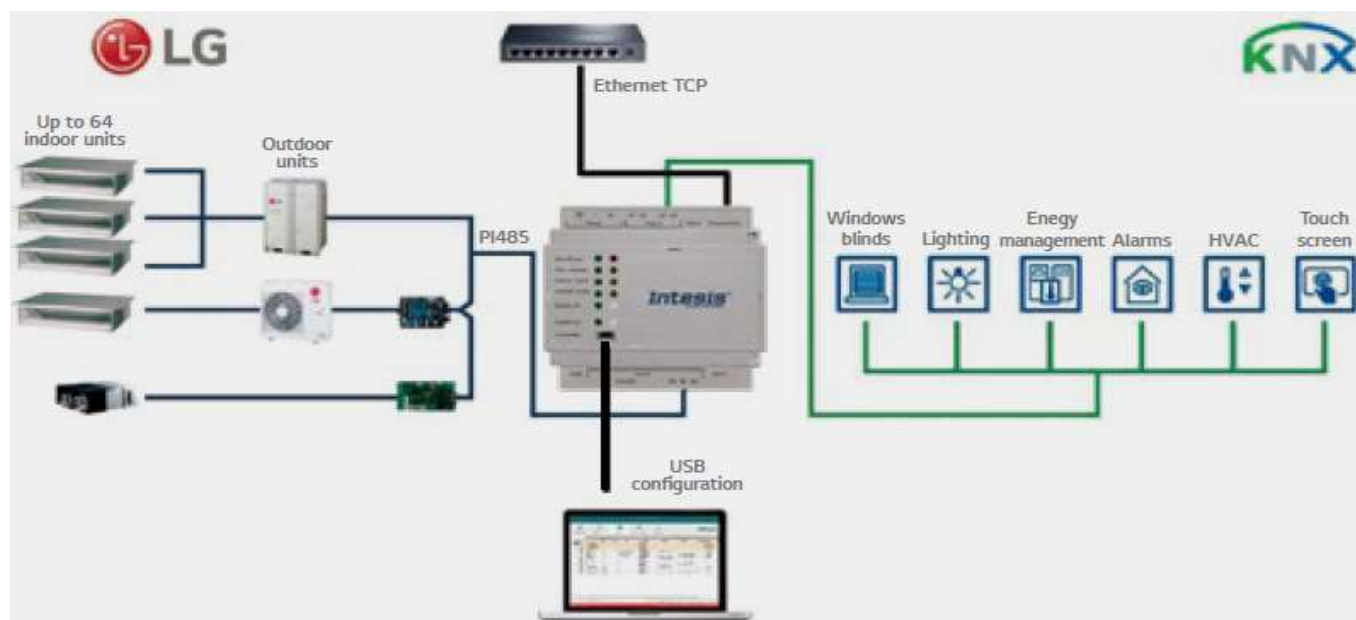 LG
KNX
Ethernet TCP
Up to 64
indoor units
Outdoor
units
PI485
Intesis
Windows
blinds
Lighting
Enegy
management
Alarms
HVAC
Touch
screen
USB
configuration